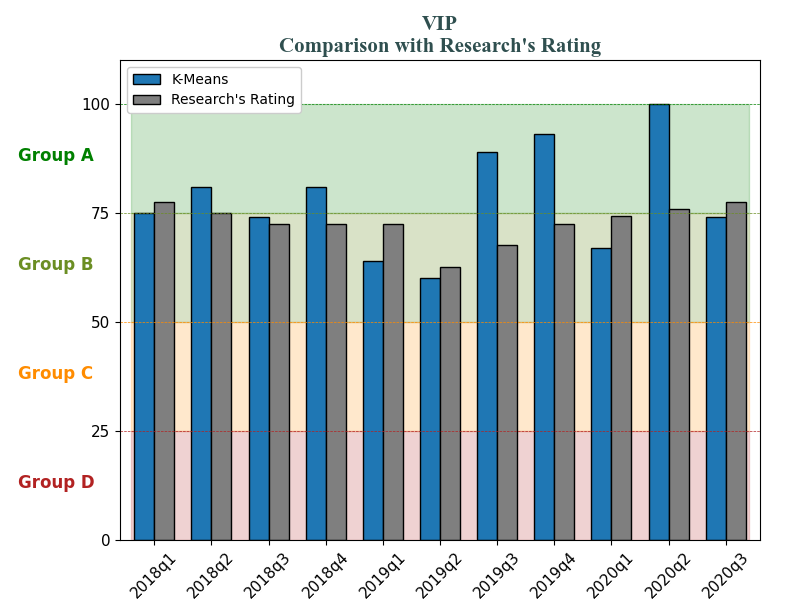 VIP
Comparison with Research's Rating
K-Means
Research's Rating
100
Group A
75
Group B
50
Group C
25
Group D
0
2018q1 2018q2 2018q3 2018q4 2019q1 2019q2 2019q3 2019q4 2020q1 2020q2 2020q3